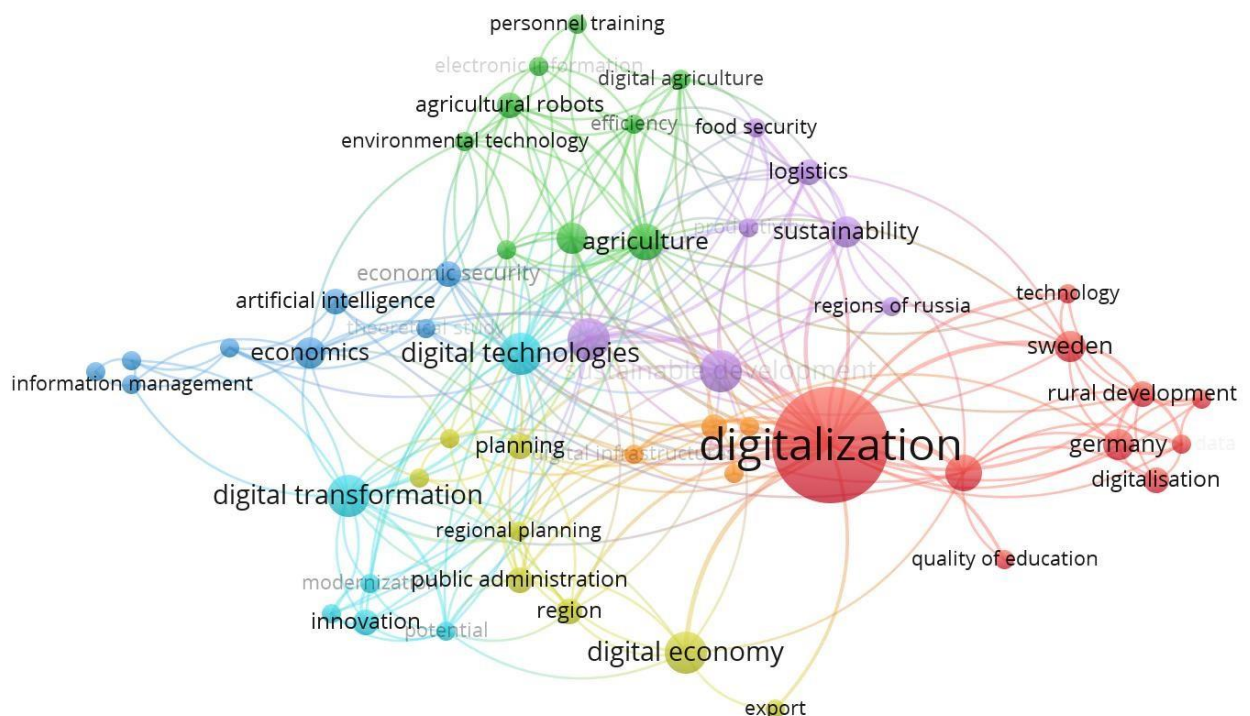 personnel training
electronic information
digital agriculture
agricultural robots
efficiency
food security
environmental technology
logistics
productivity
sustainability
agriculture
economic security
technology
artificial intelligence
regions of russia
theoretical study
economics
digital technologies
sweden
sustainable development
information management
rural development
planning
digital infrastructure
digitalization
germany
data
digitalisation
digital transformation
regional planning
quality of education
modernization
public administration
innovation
region
potential
digital economy
export